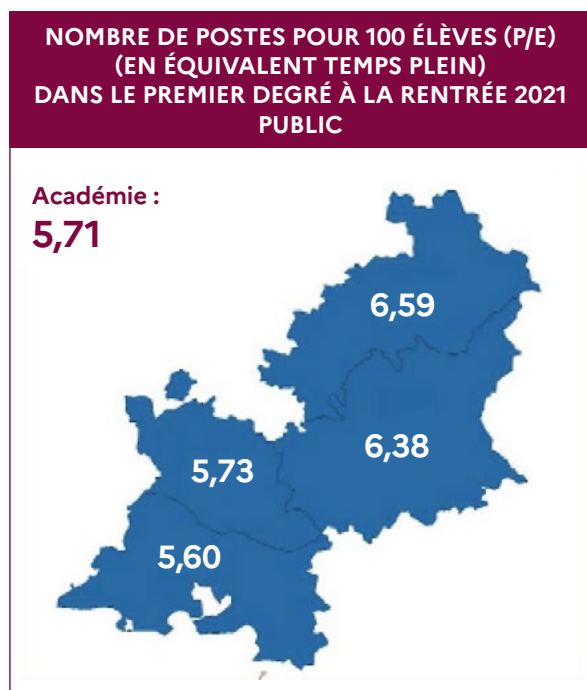 NOMBRE DE POSTES POUR 100 ÉLÈVES (P/E)
(EN ÉQUIVALENT TEMPS PLEIN)
DANS LE PREMIER DEGRÉ À LA RENTRÉE 2021
PUBLIC
Académie :
5,71
6,59
6,38
5,73
5,60